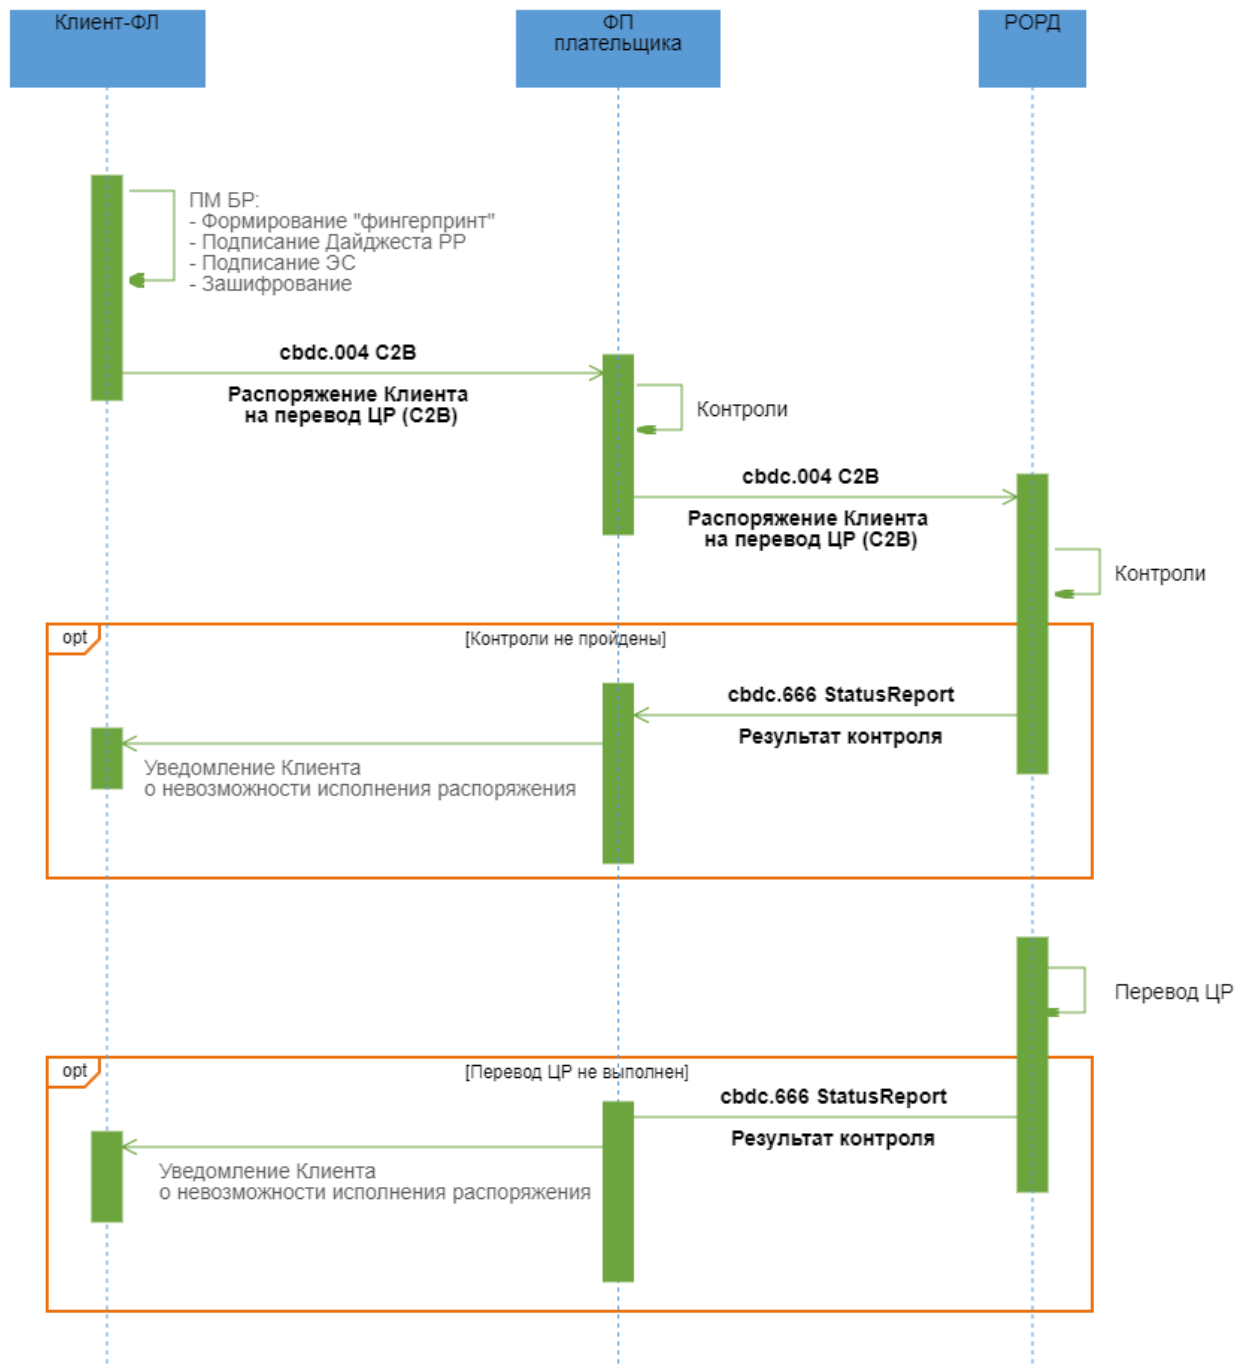 Клиент-ФЛ
ФП
плательщика
РОРД
ПМ БР:
- Формирование "фингерпринт"
- Подписание Дайджеста РР
- Подписание ЭС
- Зашифрование
cbdc.004 C2B
Распоряжение Клиента
на перевод ЦР (C2B)
Контроли
cbdc.004 C2B
Распоряжение Клиента
на перевод ЦР (C2B)
Контроли
opt
[Контроли не пройдены]
cbdc.666 StatusReport
Результат контроля
Уведомление Клиента
о невозможности исполнения распоряжения
Перевод ЦР
opt
[Перевод ЦР не выполнен]
cbdc.666 StatusReport
Результат контроля
Уведомление Клиента
о невозможности исполнения распоряжения